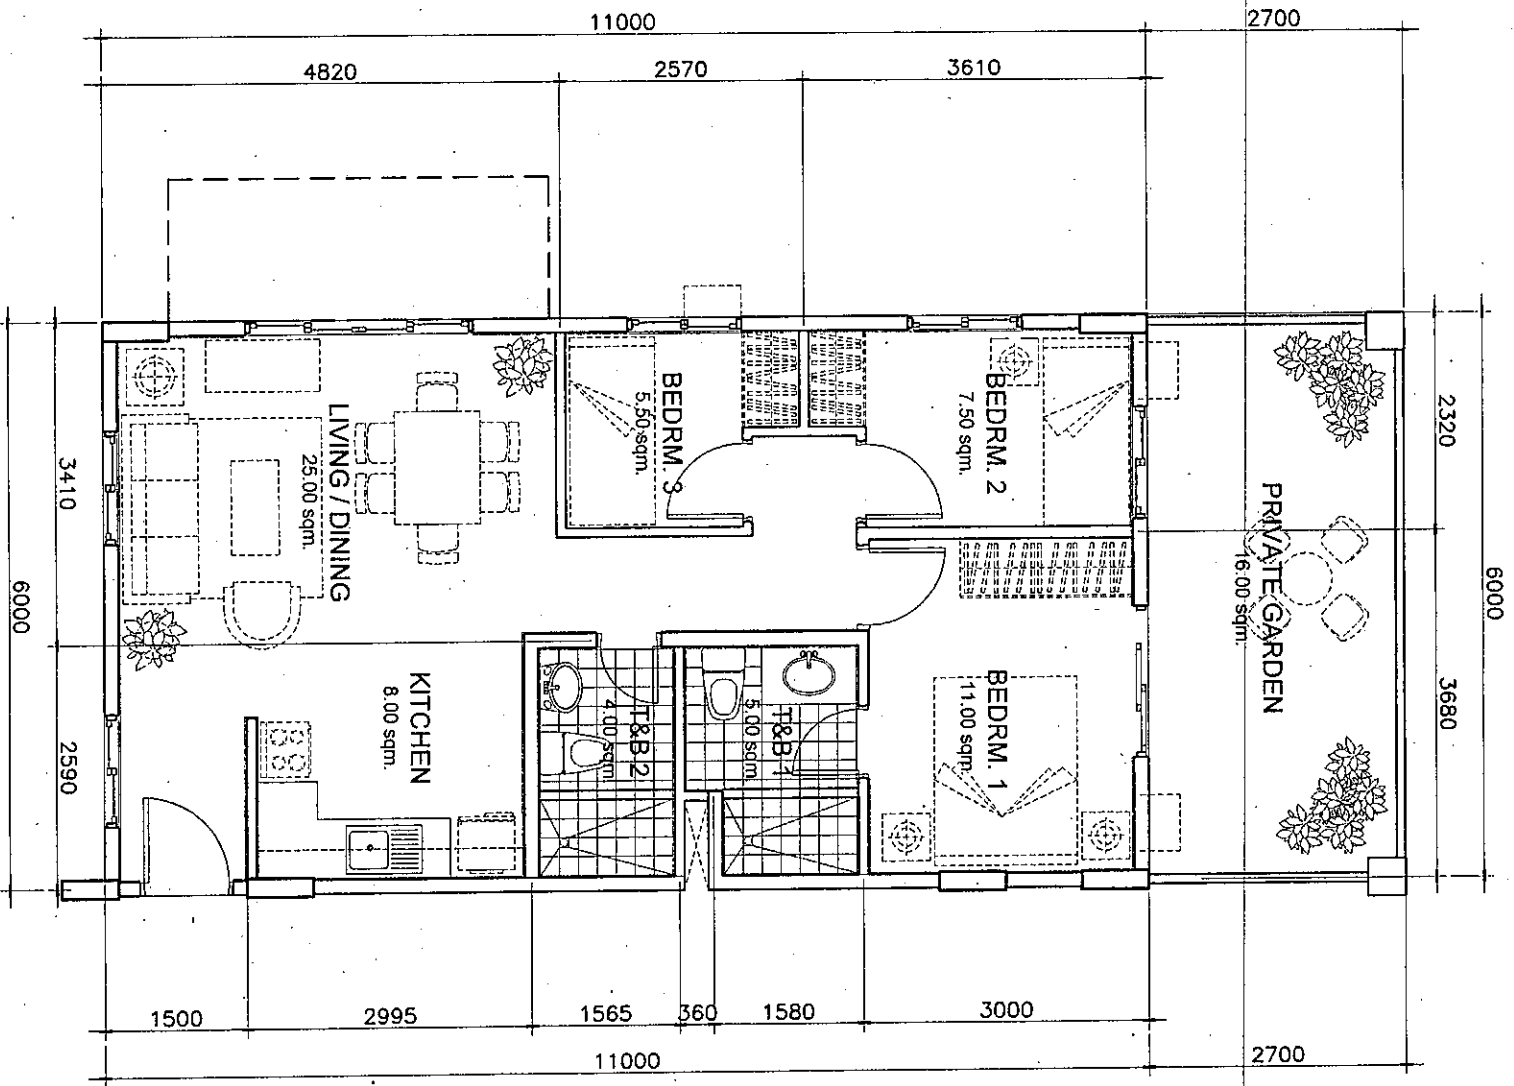 11000
2700
4820
2570
3610
LIVING / DINING
25.00 sqm.
BEDRM. 3
5.50 sqm.
BEDRM. 2
7.50 sqm.
PRIVATE GARDEN
16.00 sqm.
KITCHEN
8.00 sqm.
T&B 2
4.00 sqm.
T&B 1
5.00 sqm.
BEDRM. 1
11.00 sqm.
3410
6000
2590
2320
6000
3680
1500
2995
1565
360
1580
3000
11000
2700